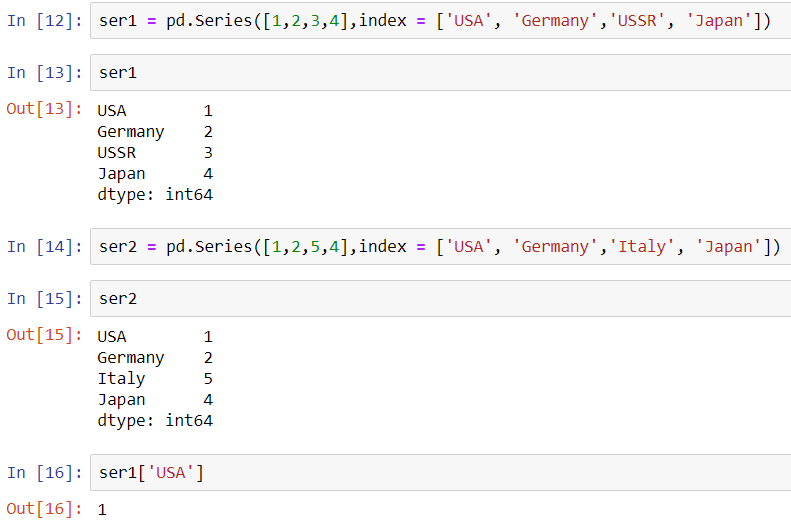 In [12]: ser1 = pd.Series([1,2,3,4],index = ['USA', 'Germany','USSR', 'Japan'])
In [13]: ser1
Out[13]: USA        1
Germany    2
USSR       3
Japan      4
dtype: int64
In [14]: ser2 = pd.Series([1,2,5,4],index = ['USA', 'Germany','Italy', 'Japan'])
In [15]: ser2
Out[15]: USA        1
Germany    2
Italy      5
Japan      4
dtype: int64
In [16]: ser1['USA']
Out[16]: 1